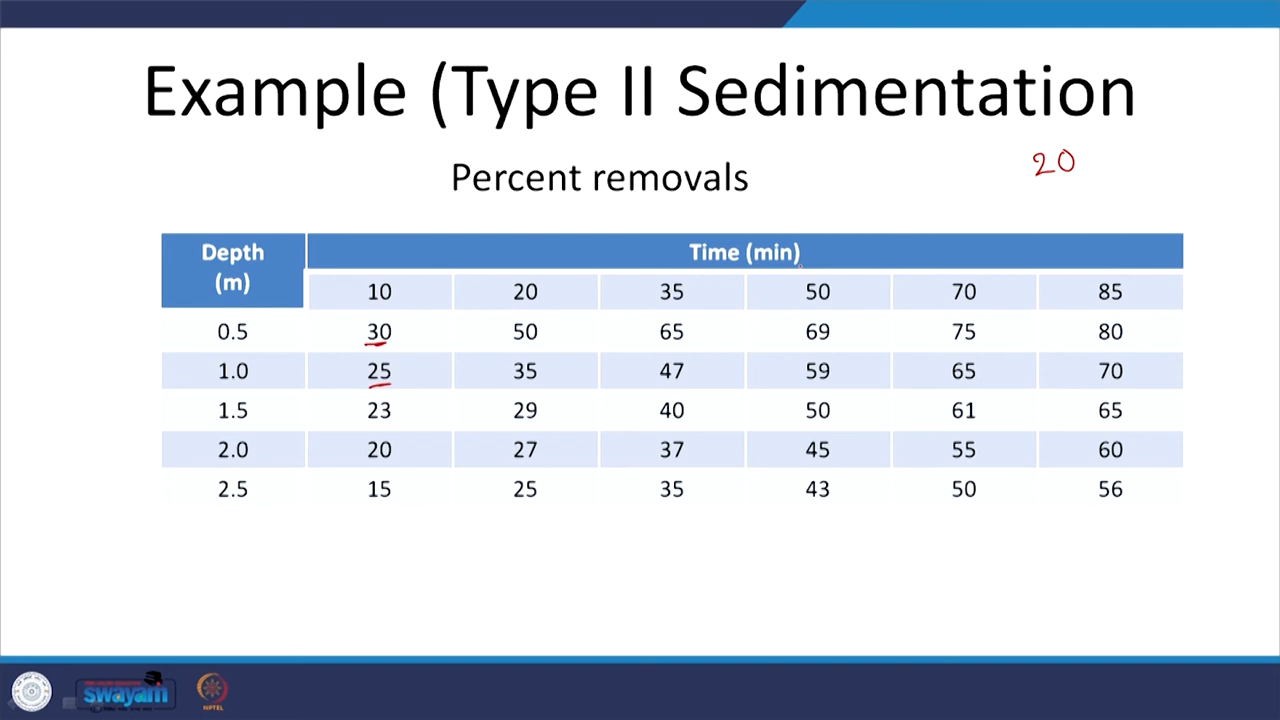 Example (Type II Sedimentation
20
Percent removals
Depth (m) Time (min)
10 20 35 50 70 85
0.5 30 50 65 69 75 80
1.0 25 35 47 59 65 70
1.5 23 29 40 50 61 65
2.0 20 27 37 45 55 60
2.5 15 25 35 43 50 56
swayam NPTEL